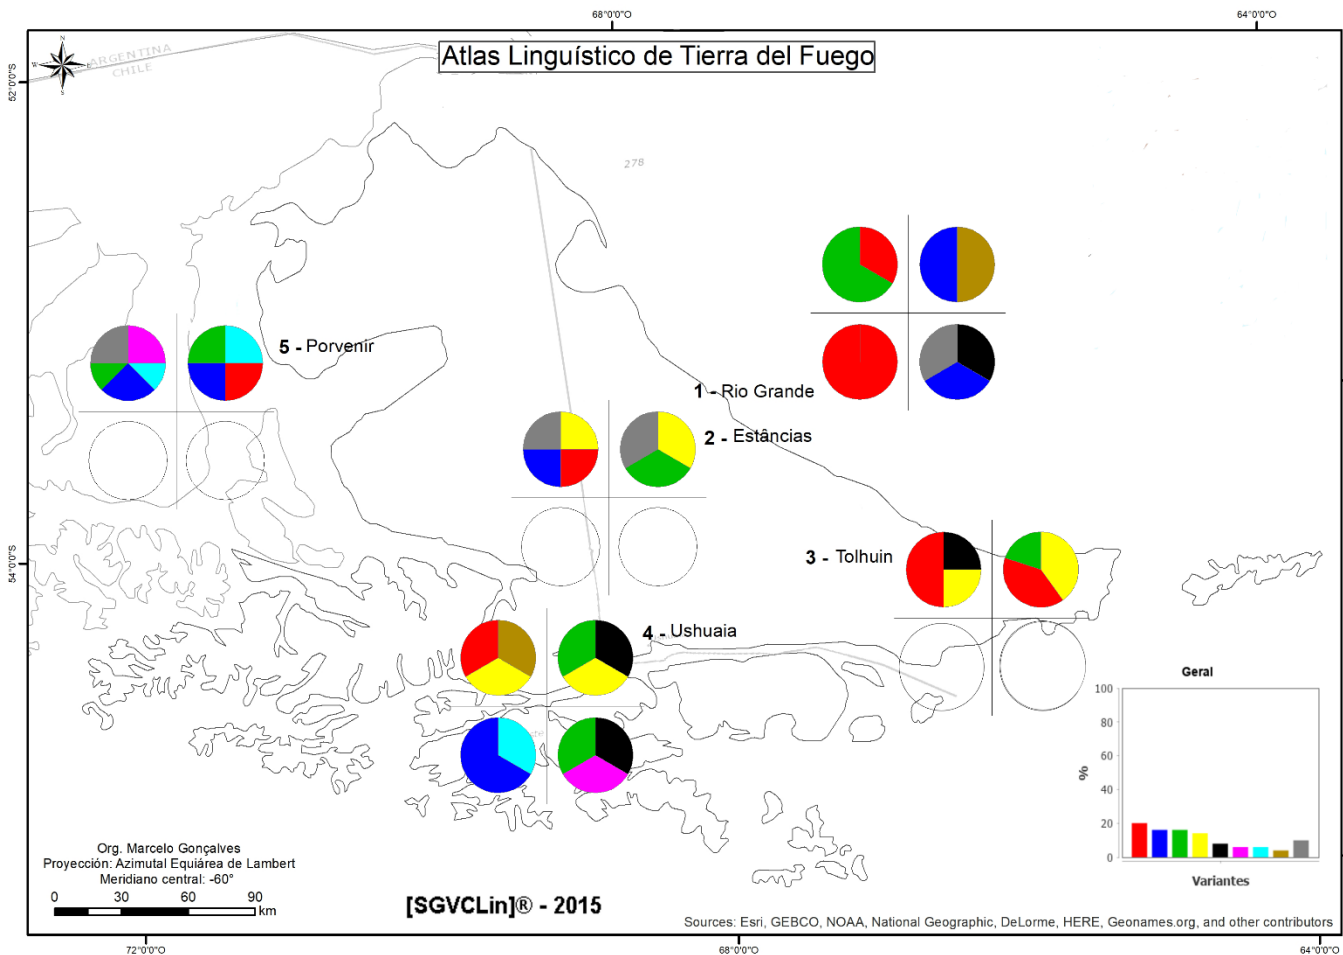 68°0'0"O
64°0'0"O
N
W
E
S
ARGENTINA
CHILE
Atlas Linguístico de Tierra del Fuego
52°0'0"S
278
5 - Porvenir
1 - Rio Grande
2 - Estâncias
3 - Tolhuin
54°0'0"S
4 - Ushuaia
Geral
100
80
60
40
20
0
%
Variantes
Org. Marcelo Gonçalves
Proyección: Azimutal Equiárea de Lambert
Meridiano central: -60°
0 30 60 90
km
[SGVCLin]® - 2015
Sources: Esri, GEBCO, NOAA, National Geographic, DeLorme, HERE, Geonames.org, and other contributors
72°0'0"O
68°0'0"O
64°0'0"O